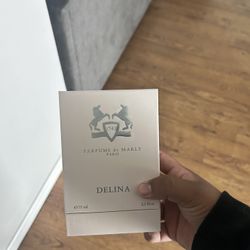 PARFUMS de MARLY
PARIS
DELINA
℮ 75 ml
2.5 fl.oz.